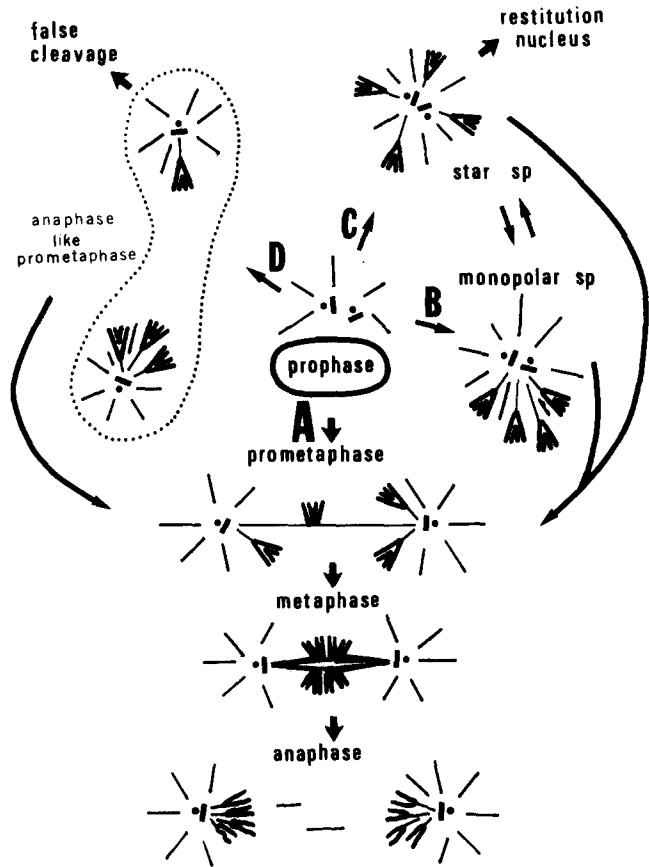 false
cleavage
restitution
nucleus
star sp
anaphase
like
prometaphase
C
D
monopolar sp
B
prophase
A
prometaphase
metaphase
anaphase